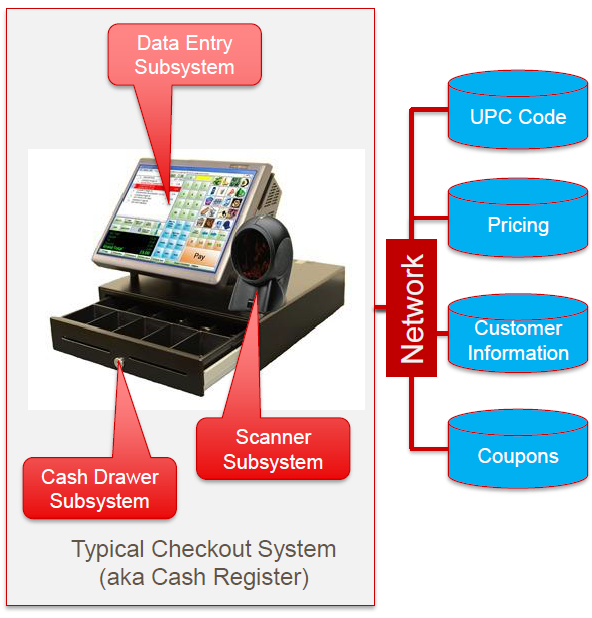 Data Entry
Subsystem
UPC Code
Pricing
Pay
Network
Customer
Information
Scanner
Subsystem
Coupons
Cash Drawer
Subsystem
Typical Checkout System
(aka Cash Register)